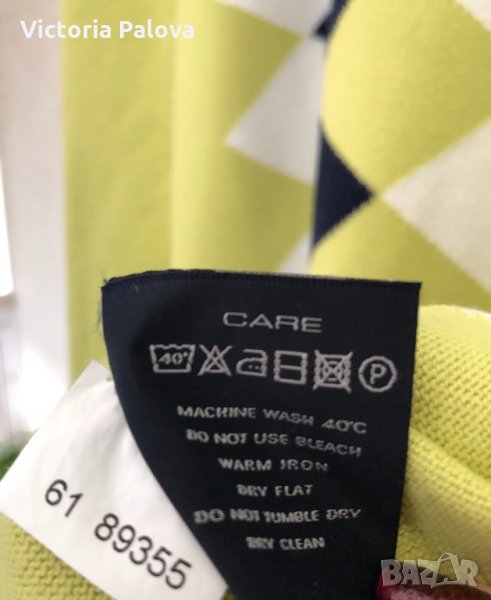 Victoria Palova
CARE
40°
P
MACHINE WASH 40°C
DO NOT USE BLEACH
WARM IRON
DRY FLAT
DO NOT TUMBLE DRY
DRY CLEAN
61 89355
BAZAR